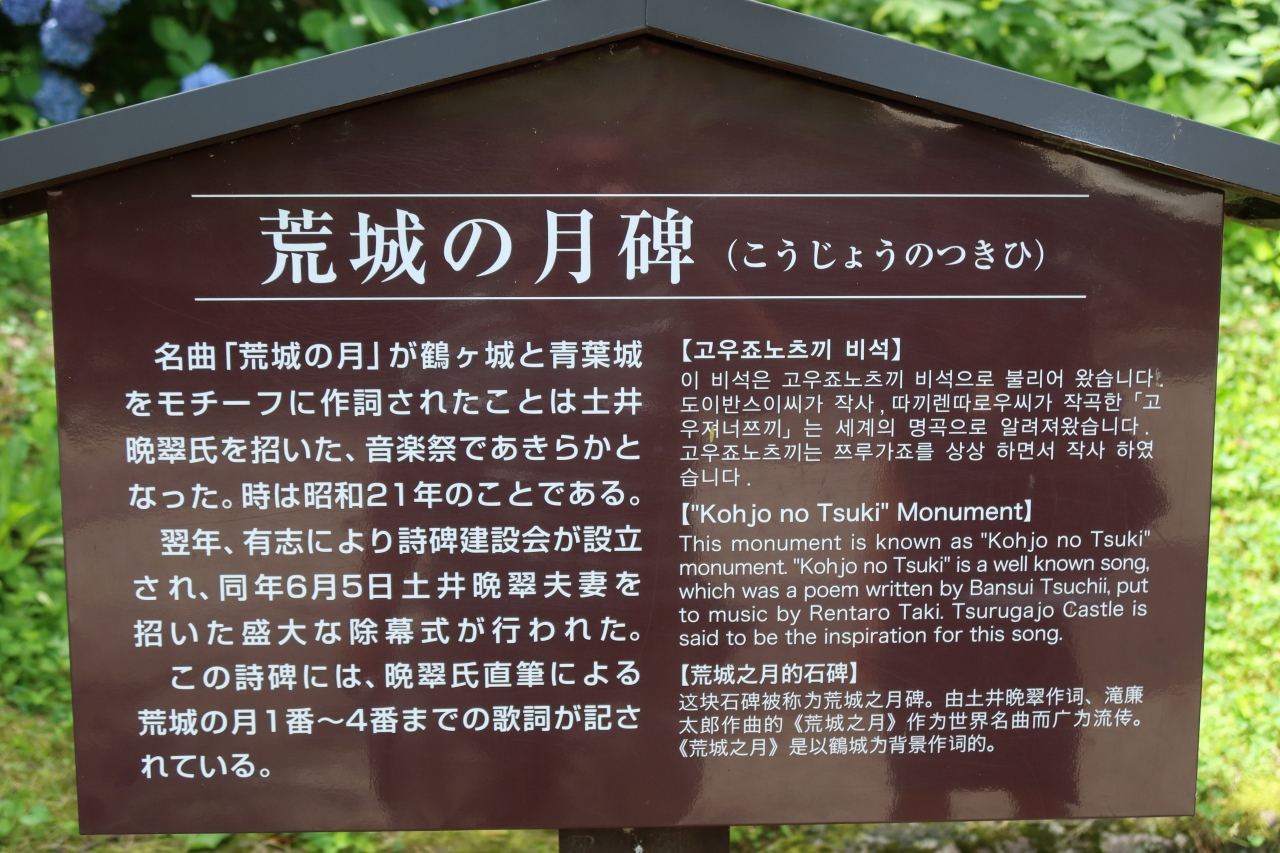 荒城の月碑（こうじょうのつきひ）
名曲「荒城の月」が鶴ヶ城と青葉城
をモチーフに作詞されたことは土井
晩翠氏を招いた、音楽祭であきらかと
なった。時は昭和21年のことである。
翌年、有志により詩碑建設会が設立
され、同年6月5日土井晩翠夫妻を
招いた盛大な除幕式が行われた。
この詩碑には、晩翠氏直筆による
荒城の月1番～4番までの歌詞が記さ
れている。
【고우죠노츠끼 비석】
이 비석은 고우죠노츠끼 비석으로 불리어 왔습니다.
도이반스이씨가 작사, 따끼렌따로우씨가 작곡한「고
우져너쯔끼」는 세계의 명곡으로 알려져왔습니다.
고우죠노츠끼는 쯔루가죠를 상상 하면서 작사 하였
습니다.
【"Kohjo no Tsuki" Monument】
This monument is known as "Kohjo no Tsuki"
monument. "Kohjo no Tsuki" is a well known song,
which was a poem written by Bansui Tsuchii, put
to music by Rentaro Taki. Tsurugajo Castle is
said to be the inspiration for this song.
【荒城之月的石碑】
这块石碑被称为荒城之月碑。由土井晩翠作词、滝廉
太郎作曲的《荒城之月》作为世界名曲而广为流传。
《荒城之月》是以鶴城为背景作词的。